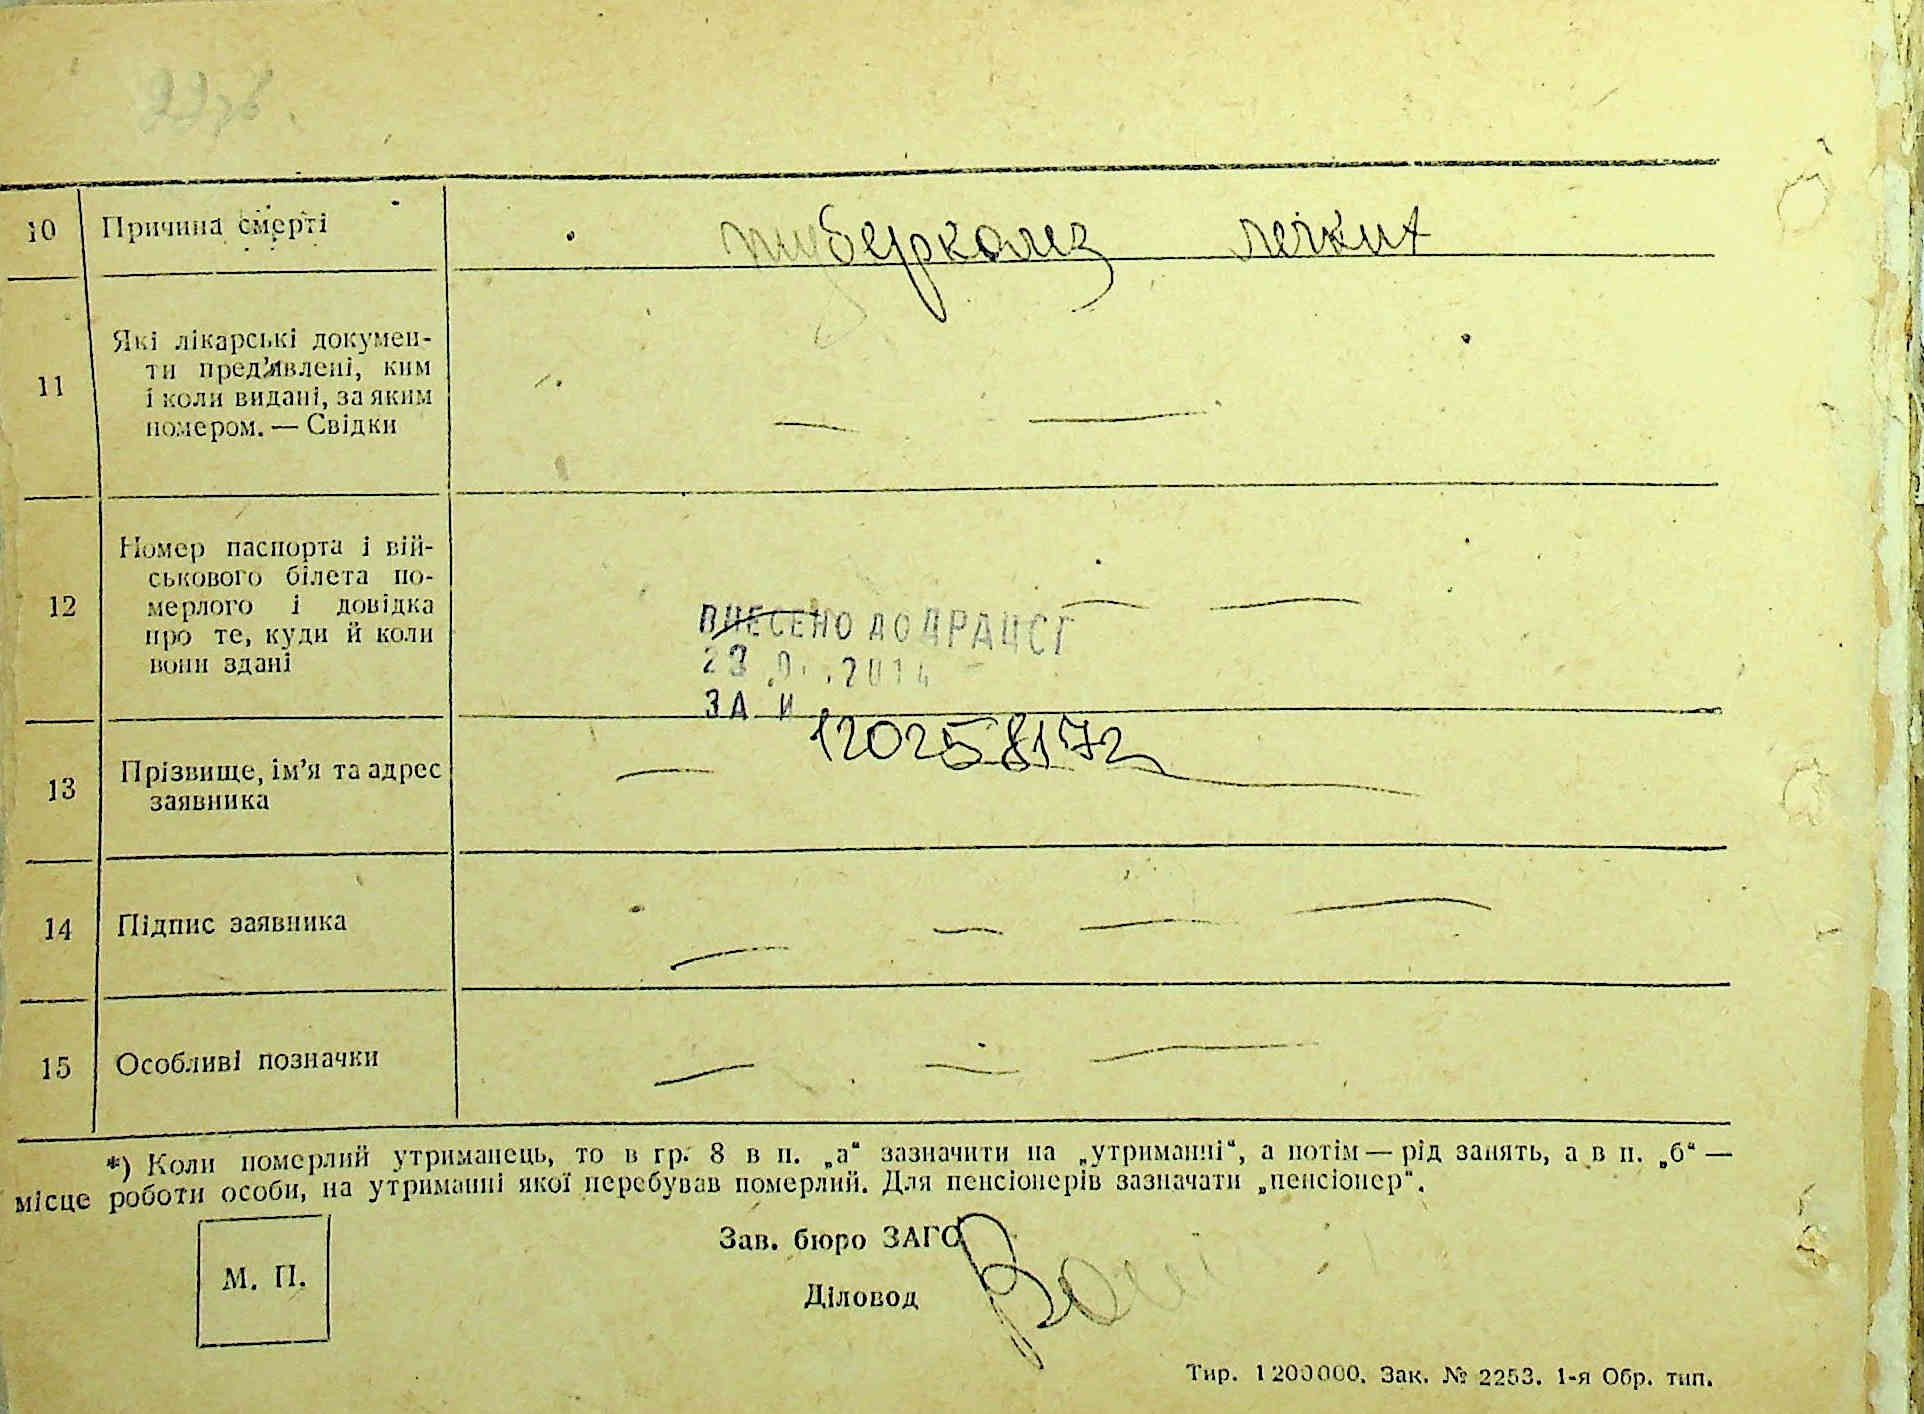 10 Причина смерті туберколез легких
11 Які лікарські докумен-
ти пред'явлені, ким
і коли видані, за яким
номером. — Свідки
— —
12 Номер паспорта і вій-
ськового білета по-
мерлого і довідка
про те, куди й коли
вони здані
— —
ВНЕСЕНО ДО ДРАЦСГ
2014
ЗА №
120258172
13 Прізвище, ім'я та адрес
заявника
— —
14 Підпис заявника — — — —
15 Особливі позначки — — —
*) Коли померлий утриманець, то в гр. 8 в п. „а“ зазначити на „утриманні“, а потім — рід занять, а в п. „б“ —
місце роботи особи, на утриманні якої перебував померлий. Для пенсіонерів зазначати „пенсіонер“.
Зав. бюро ЗАГС
М. П.
Діловод
Тир. 1200000. Зак. № 2253. 1-я Обр. тип.